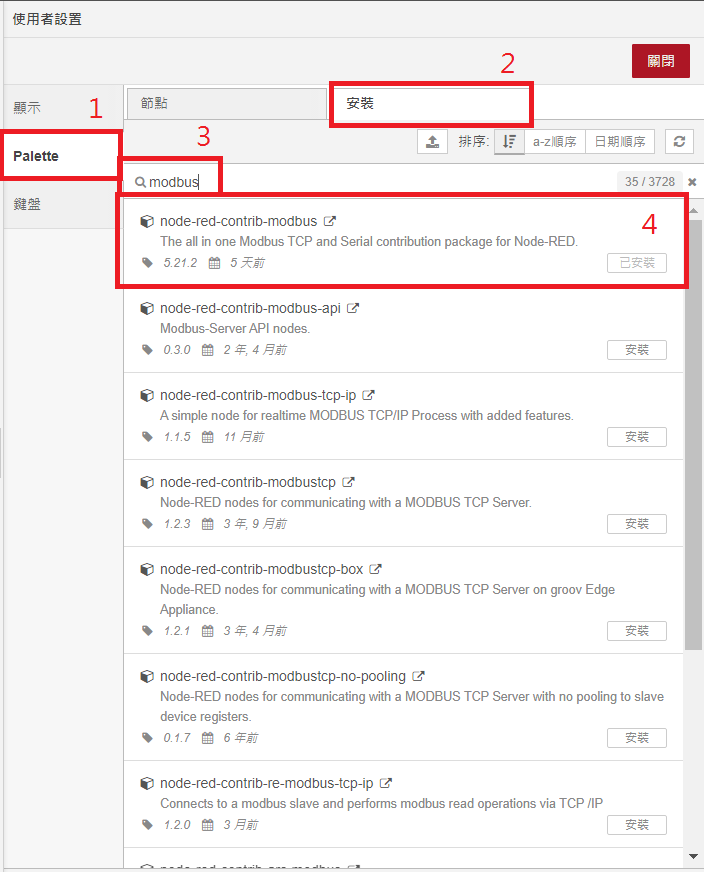 使用者設置
關閉
1
2
顯示
節點
安裝
3
排序:
a-z順序
日期順序
Palette
modbus
35 / 3728
鍵盤
4
node-red-contrib-modbus
The all in one Modbus TCP and Serial contribution package for Node-RED.
5.21.2 5 天前
已安裝
node-red-contrib-modbus-api
Modbus-Server API nodes.
0.3.0 2 年, 4 月前
安裝
node-red-contrib-modbus-tcp-ip
A simple node for realtime MODBUS TCP/IP Process with added features.
1.1.5 11 月前
安裝
node-red-contrib-modbustcp
Node-RED nodes for communicating with a MODBUS TCP Server.
1.2.3 3 年, 9 月前
安裝
node-red-contrib-modbustcp-box
Node-RED nodes for communicating with a MODBUS TCP Server on groov Edge
Appliance.
1.2.1 3 年, 4 月前
安裝
node-red-contrib-modbustcp-no-pooling
Node-RED nodes for communicating with a MODBUS TCP Server with no pooling to slave
device registers.
0.1.7 6 年前
安裝
node-red-contrib-re-modbus-tcp-ip
Connects to a modbus slave and performs modbus read operations via TCP /IP
1.2.0 3 月前
安裝